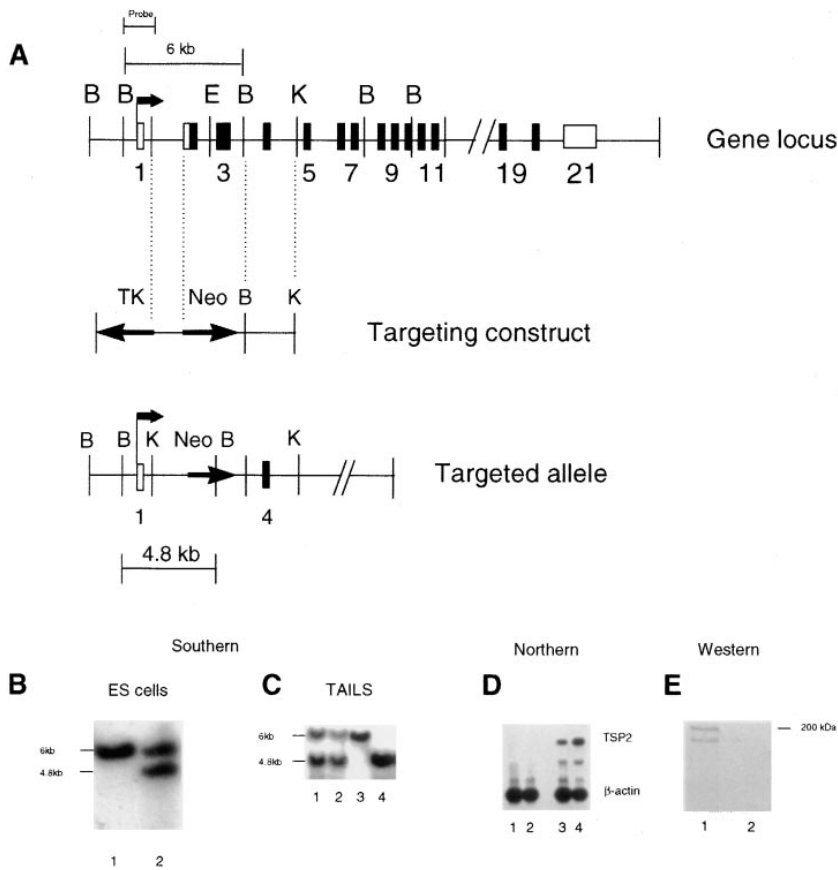 Probe
6 kb
A
B B E B K B B
Gene locus
1 3 5 7 9 11 19 21
TK Neo B K
Targeting construct
B B K Neo B K
Targeted allele
1 4
4.8 kb
Southern Northern Western
B ES cells C TAILS D E
6kb
4.8kb
1 2
6kb
4.8kb
1 2 3 4
TSP2
β-actin
1 2 3 4
200 kDa
1 2